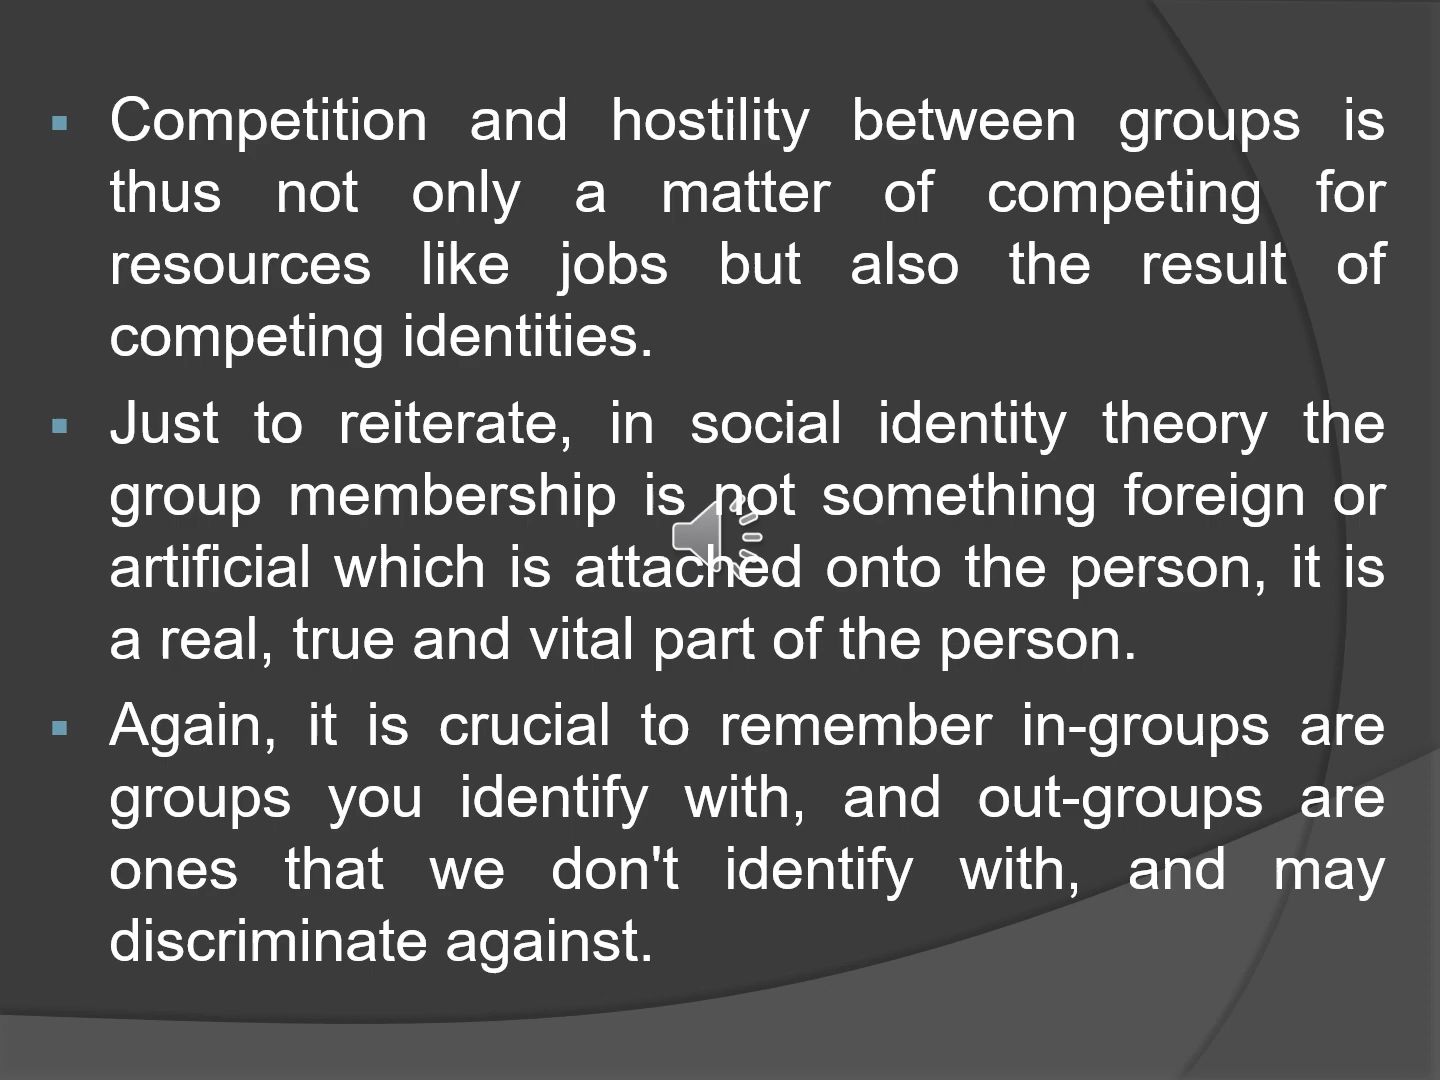 Competition and hostility between groups is
thus not only a matter of competing for
resources like jobs but also the result of
competing identities.
Just to reiterate, in social identity theory the
group membership is not something foreign or
artificial which is attached onto the person, it is
a real, true and vital part of the person.
Again, it is crucial to remember in-groups are
groups you identify with, and out-groups are
ones that we don't identify with, and may
discriminate against.